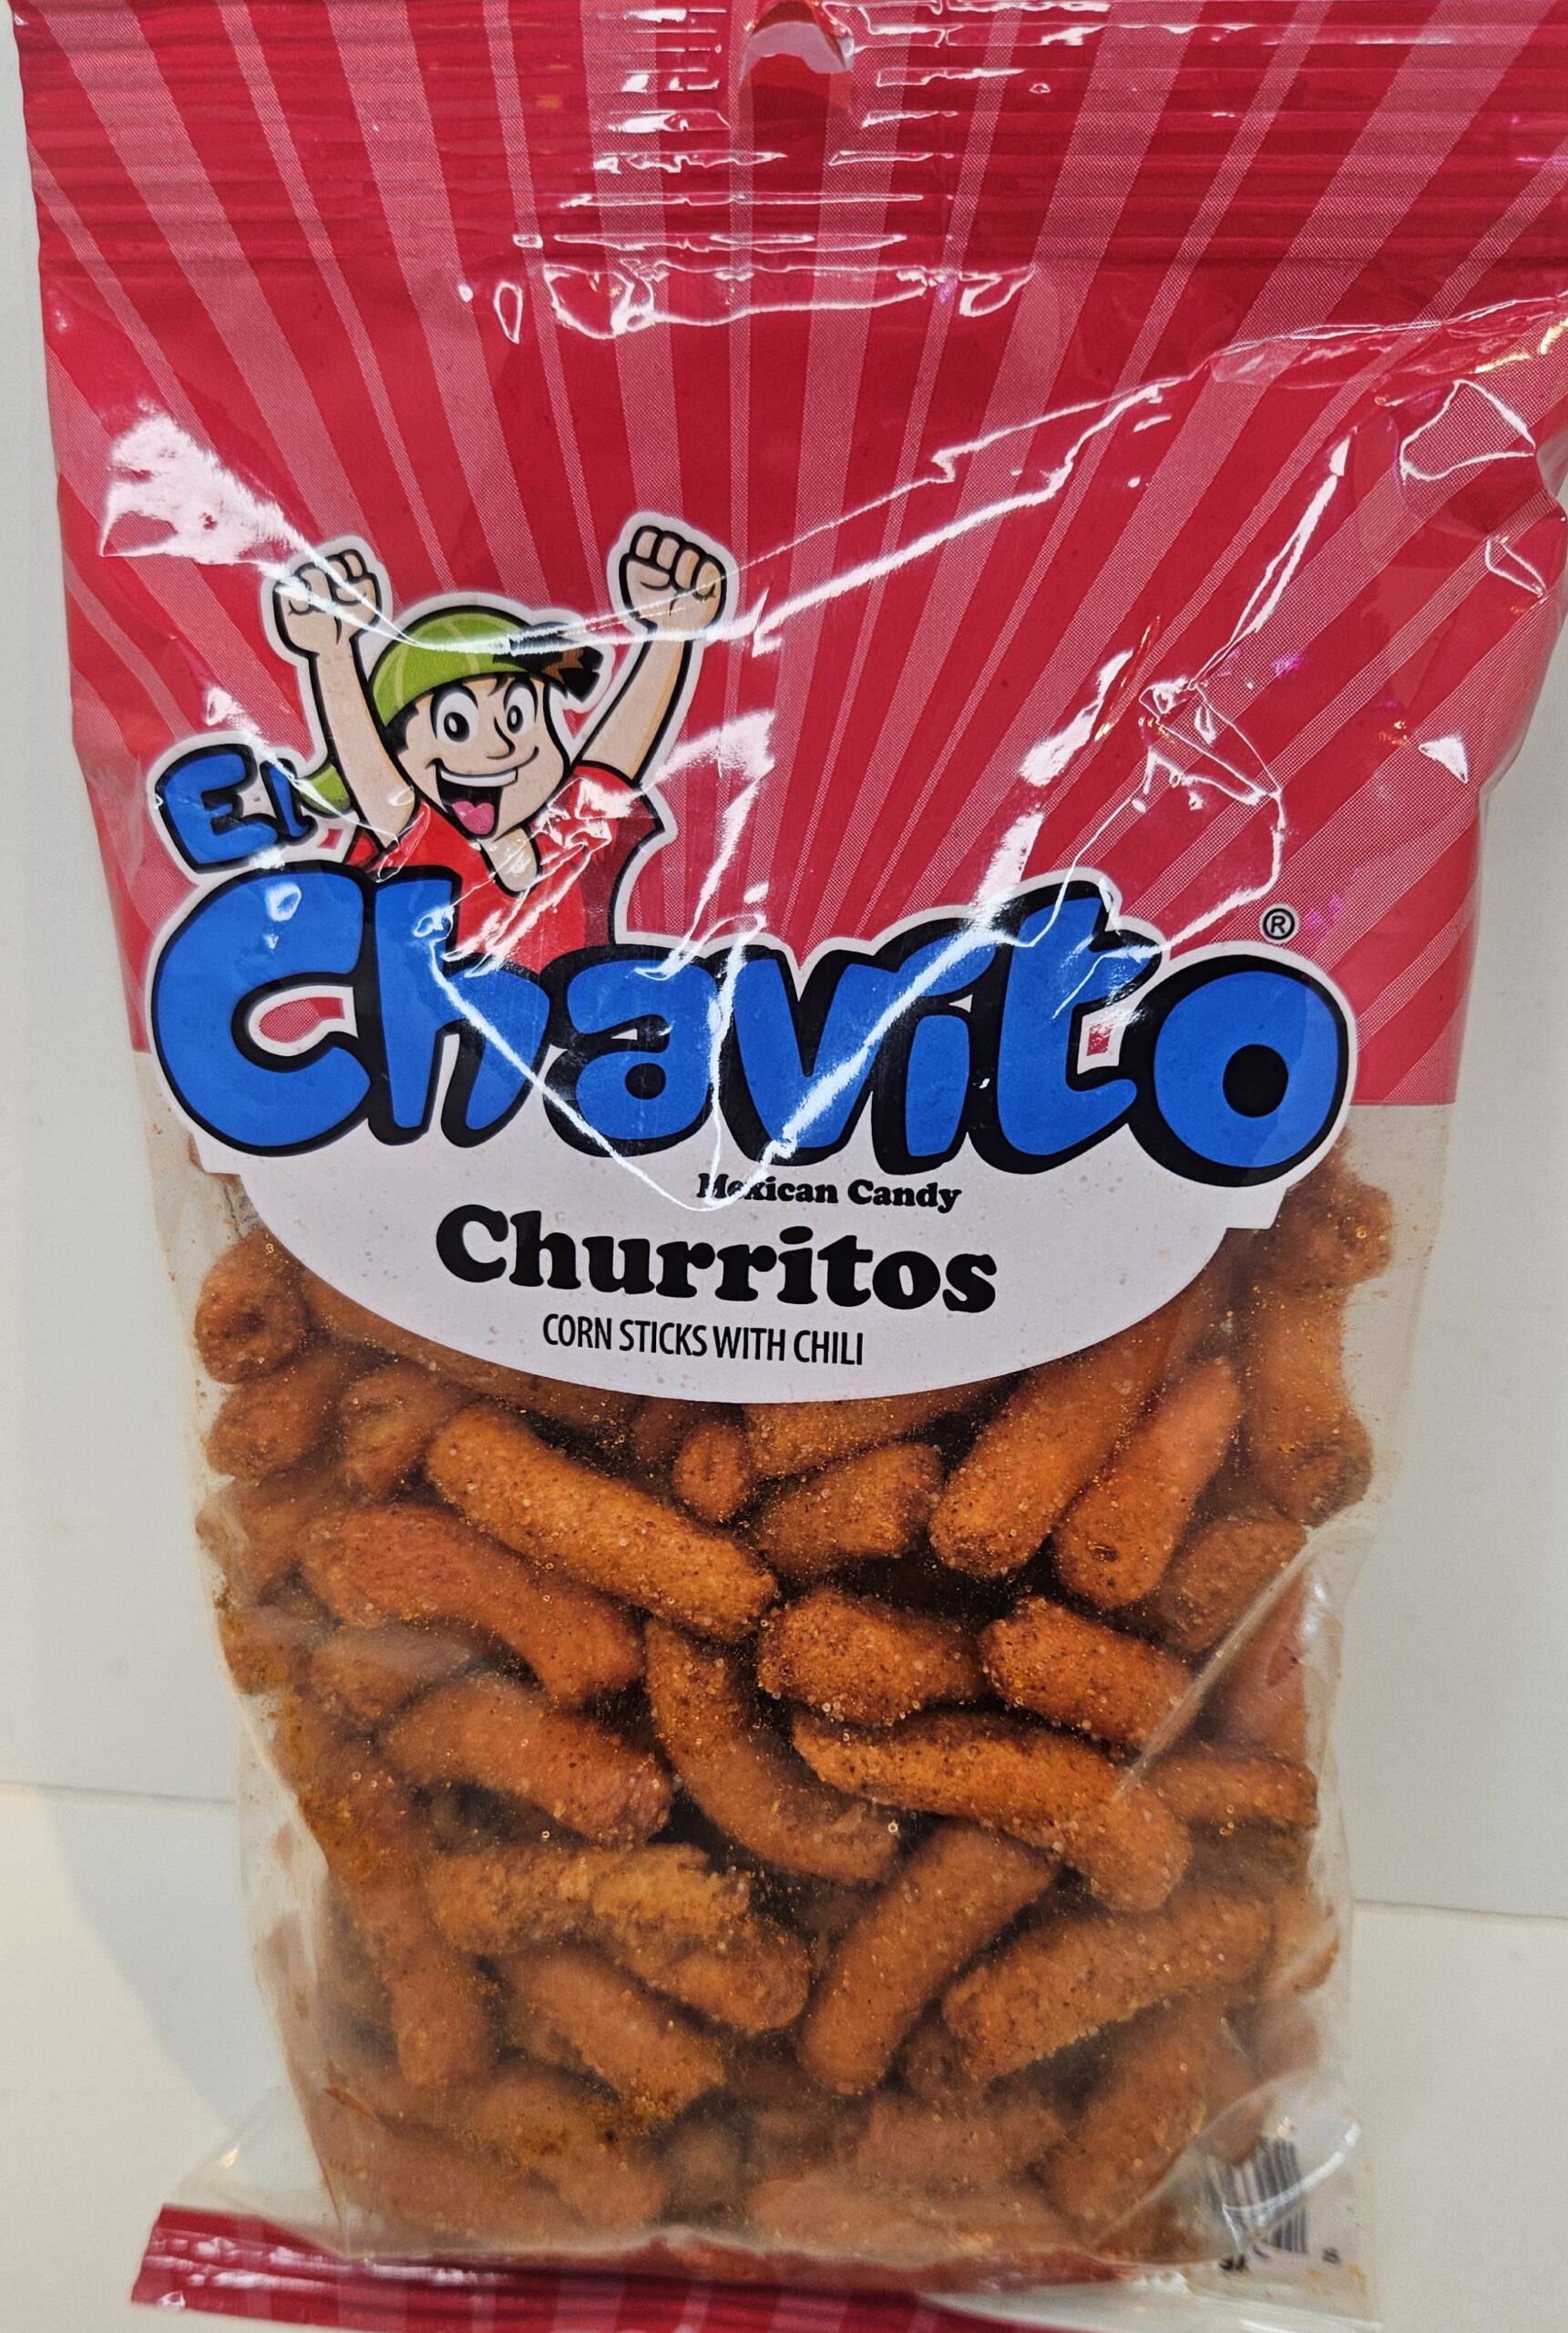 El
Chavito
®
Mexican Candy
Churritos
CORN STICKS WITH CHILI